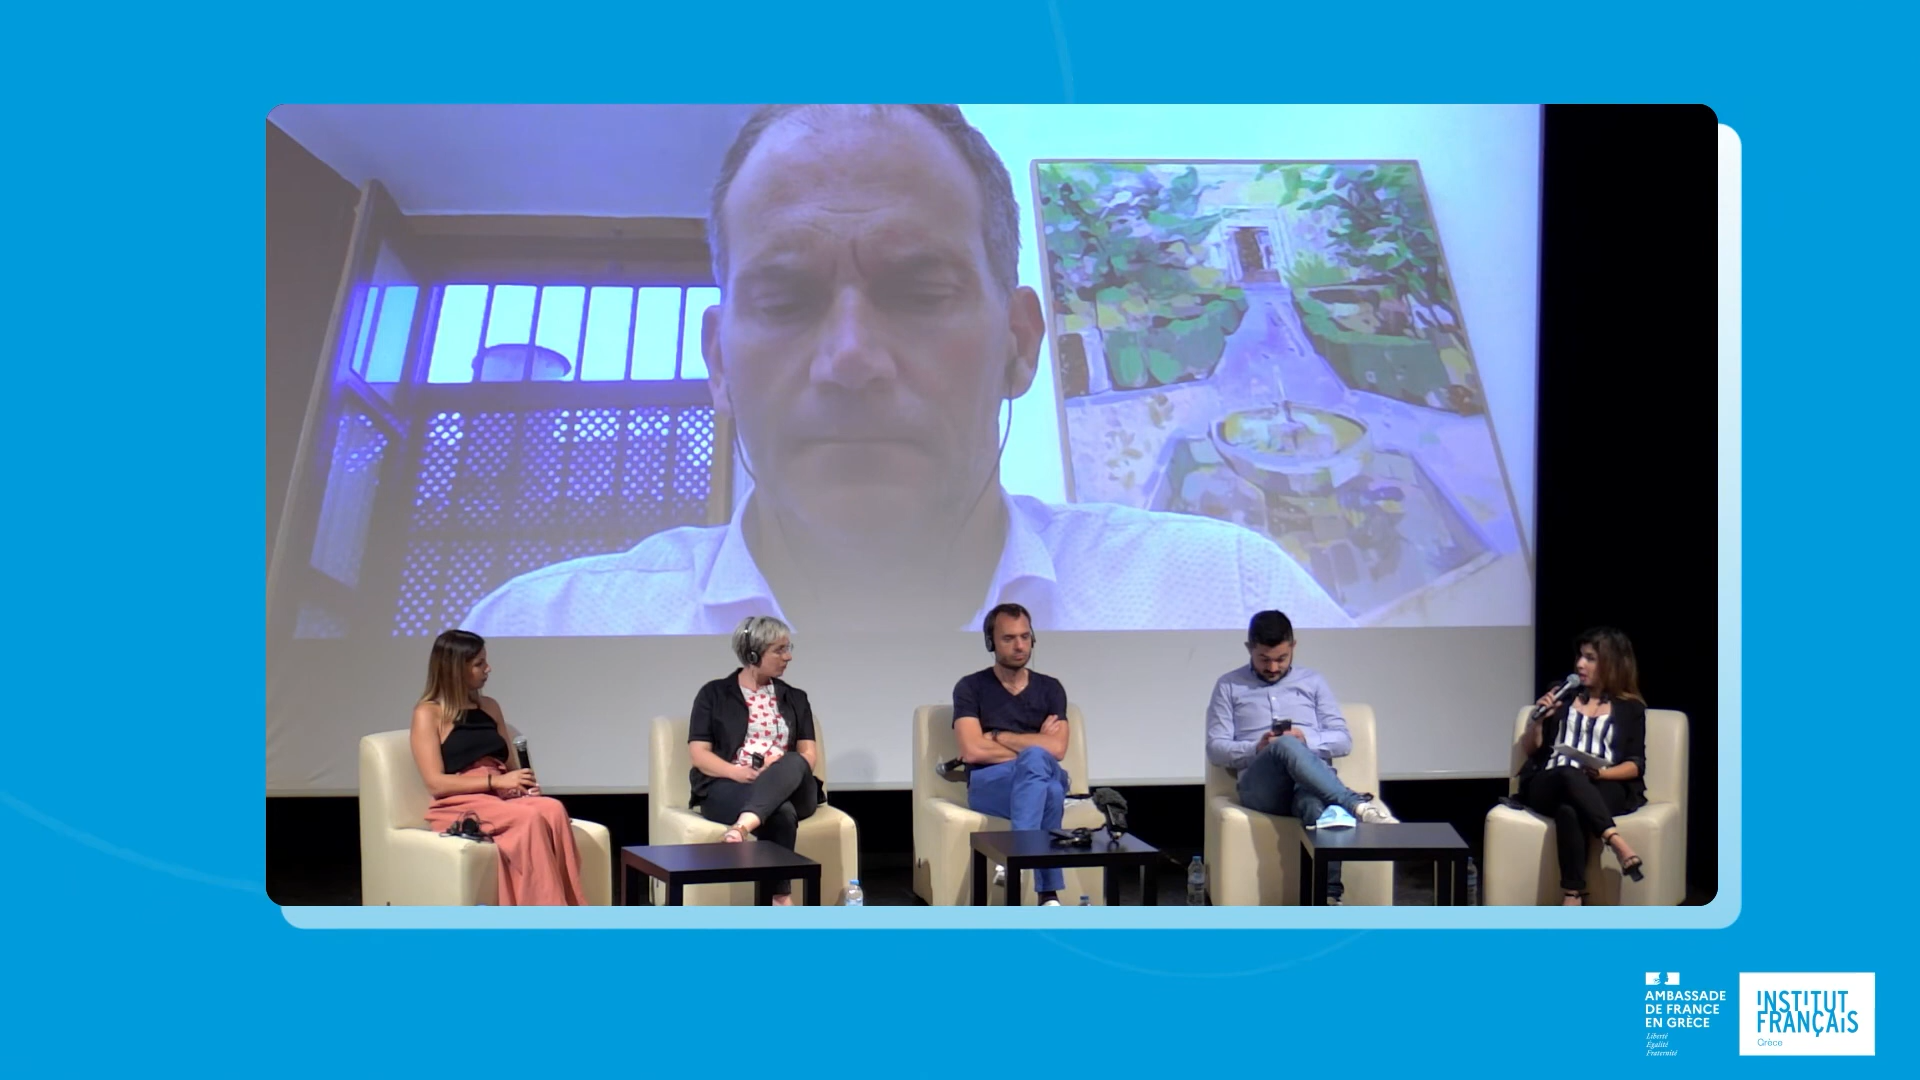 AMBASSADE
DE FRANCE
EN GRÈCE
Liberté
Égalité
Fraternité
INSTITUT
FRANÇAIS
Grèce